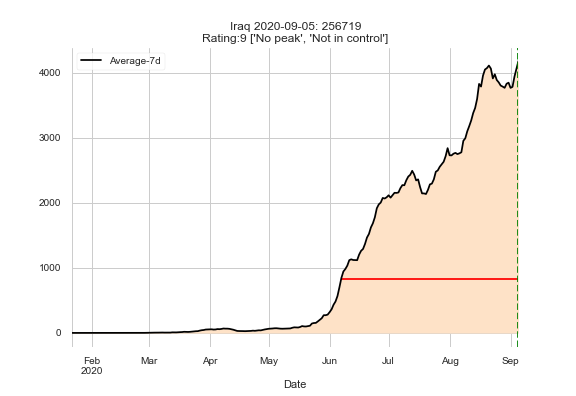 Iraq 2020-09-05: 256719
Rating:9 ['No peak', 'Not in control']
Average-7d
4000
3000
2000
1000
0
Feb Mar Apr May Jun Jul Aug Sep
2020
Date